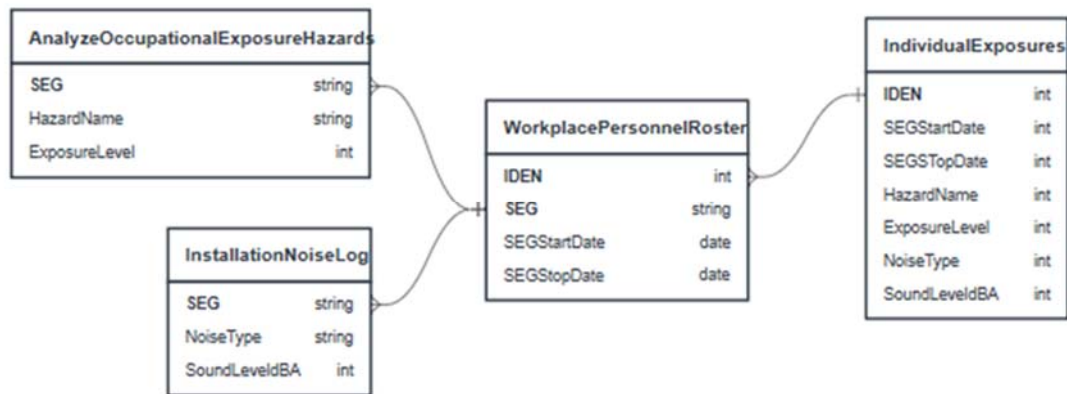 AnalyzeOccupationalExposureHazards
SEG string
HazardName string
ExposureLevel int
InstallationNoiseLog
SEG string
NoiseType string
SoundLeveldBA int
WorkplacePersonnelRoster
IDEN int
SEG string
SEGStartDate date
SEGStopDate date
IndividualExposures
IDEN int
SEGStartDate int
SEGSTopDate int
HazardName int
ExposureLevel int
NoiseType int
SoundLeveldBA int